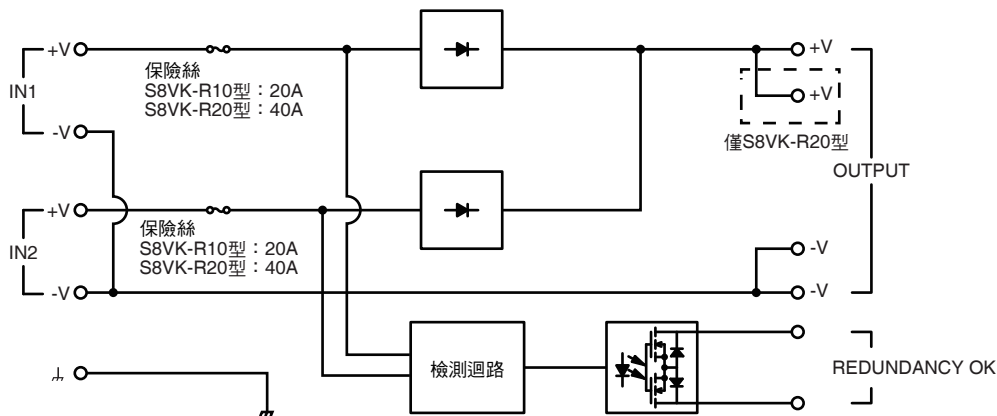 IN1
+V
-V
保險絲
S8VK-R10型：20A
S8VK-R20型：40A
+V
+V
僅S8VK-R20型
OUTPUT
IN2
+V
-V
保險絲
S8VK-R10型：20A
S8VK-R20型：40A
-V
-V
檢測迴路
REDUNDANCY OK